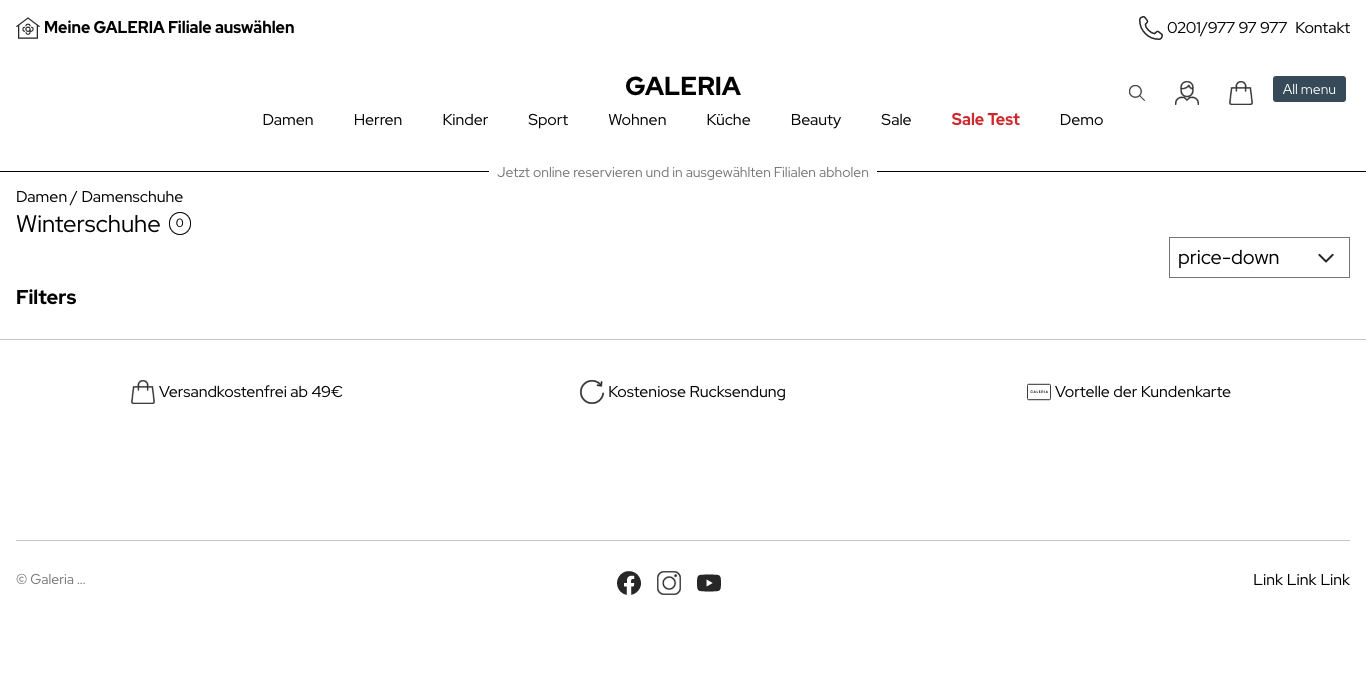 Meine GALERIA Filiale auswählen
0201/977 97 977 Kontakt
GALERIA
All menu
Damen Herren Kinder Sport Wohnen Küche Beauty Sale Sale Test Demo
Jetzt online reservieren und in ausgewählten Filialen abholen
Damen / Damenschuhe
Winterschuhe 0
price-down
Filters
Versandkostenfrei ab 49€ Kosteniose Rucksendung GALERIA Vortelle der Kundenkarte
© Galeria ... Link Link Link